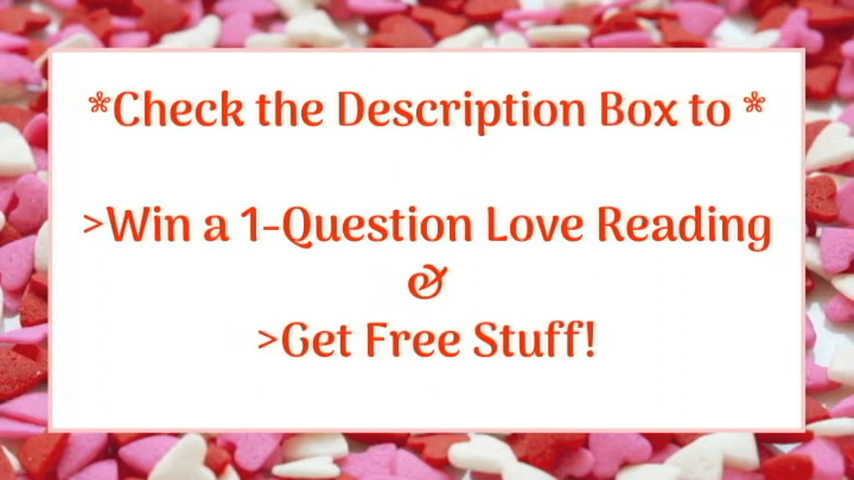 *Check the Description Box to *
>Win a 1-Question Love Reading
&
>Get Free Stuff!